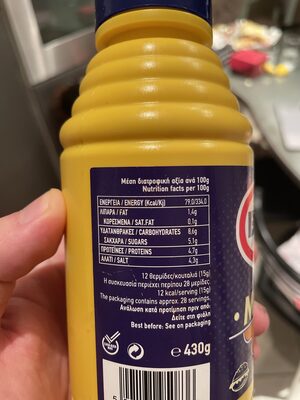 Μέση διατροφική αξία ανά 100g
Nutrition facts per 100g
ΕΝΕΡΓΕΙΑ / ENERGY (Kcal/Kj) 79,0/334,0
ΛΙΠΑΡΑ / FAT 1,4g
ΚΟΡΕΣΜΕΝΑ / SAT.FAT 0,1g
ΥΔΑΤΑΝΘΡΑΚΕΣ / CARBOHYDRATES 8,6g
ΣΑΚΧΑΡΑ / SUGARS 5,1g
ΠΡΩΤΕΪΝΕΣ / PROTEINS 4,7g
ΑΛΑΤΙ / SALT 4,3g
12 θερμίδες/κουταλιά (15g)
Η συσκευασία περιέχει περίπου 28 μερίδες
12 kcal/serving (15g)
The packaging contains approx. 28 servings.
Ανάλωση κατά προτίμηση πριν από:
Δείτε στη φιάλη
Best before: See on packaging
e 430g